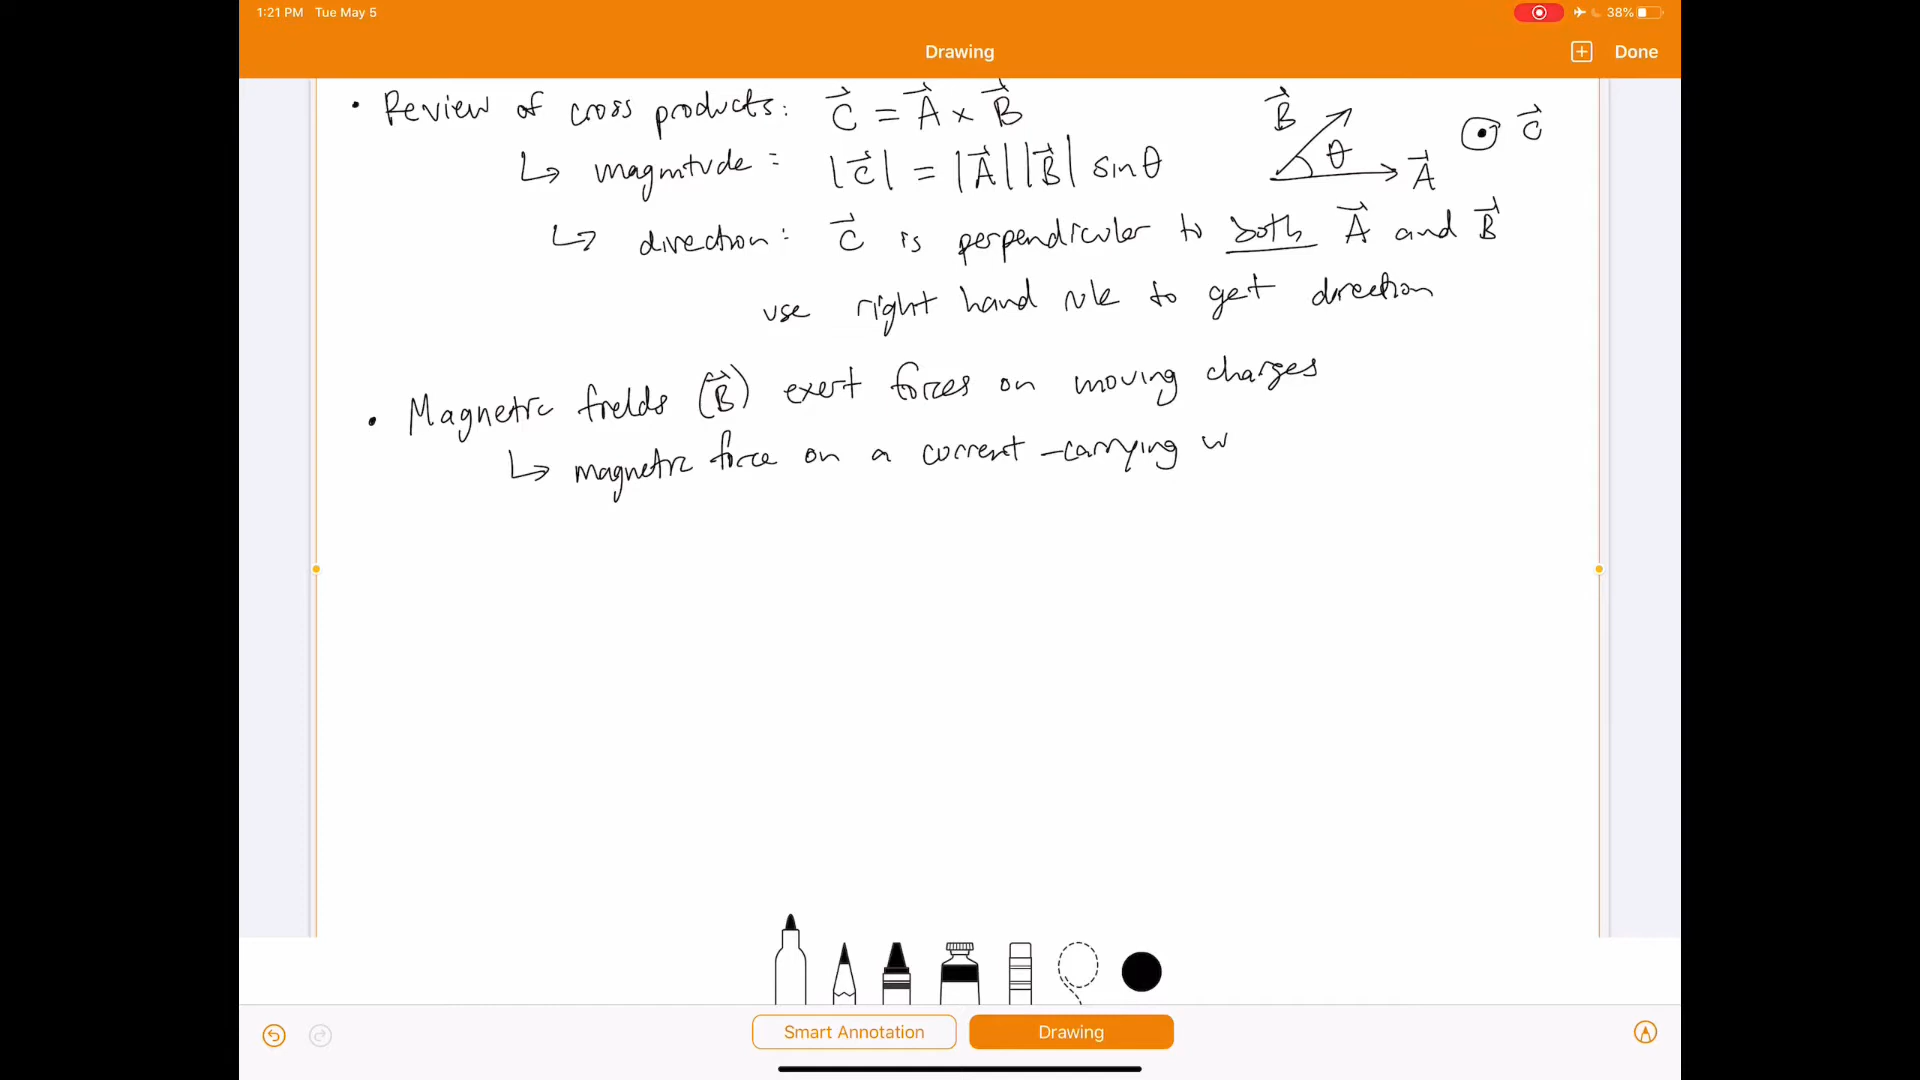 1:21 PM Tue May 5
38%
Drawing
Done
• Review of cross products: C⃗ = A⃗ × B⃗
B⃗ θ A⃗ C⃗
↳ magnitude: |C⃗| = |A⃗||B⃗| sinθ
↳ direction: C⃗ is perpendicular to both A⃗ and B⃗
use right hand rule to get direction
• Magnetic fields (B⃗) exert forces on moving charges
↳ magnetic force on a current-carrying w
Smart Annotation
Drawing